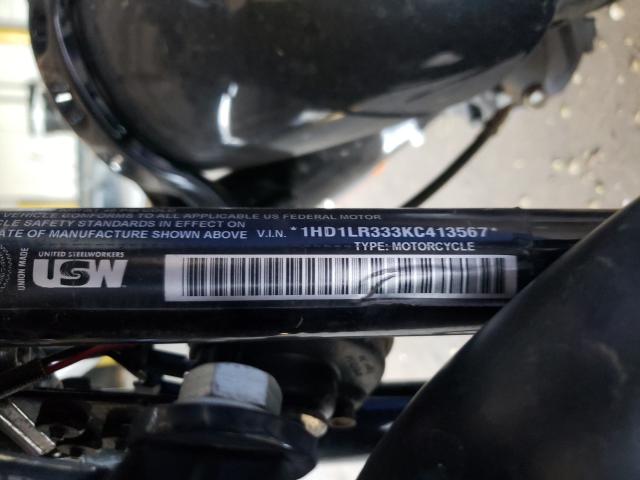 VEHICLE CONFORMS TO ALL APPLICABLE US FEDERAL MOTOR
CLE SAFETY STANDARDS IN EFFECT ON
ATE OF MANUFACTURE SHOWN ABOVE V.I.N. *1HD1LR333KC413567*
TYPE: MOTORCYCLE
UNION MADE
UNITED STEELWORKERS
USW